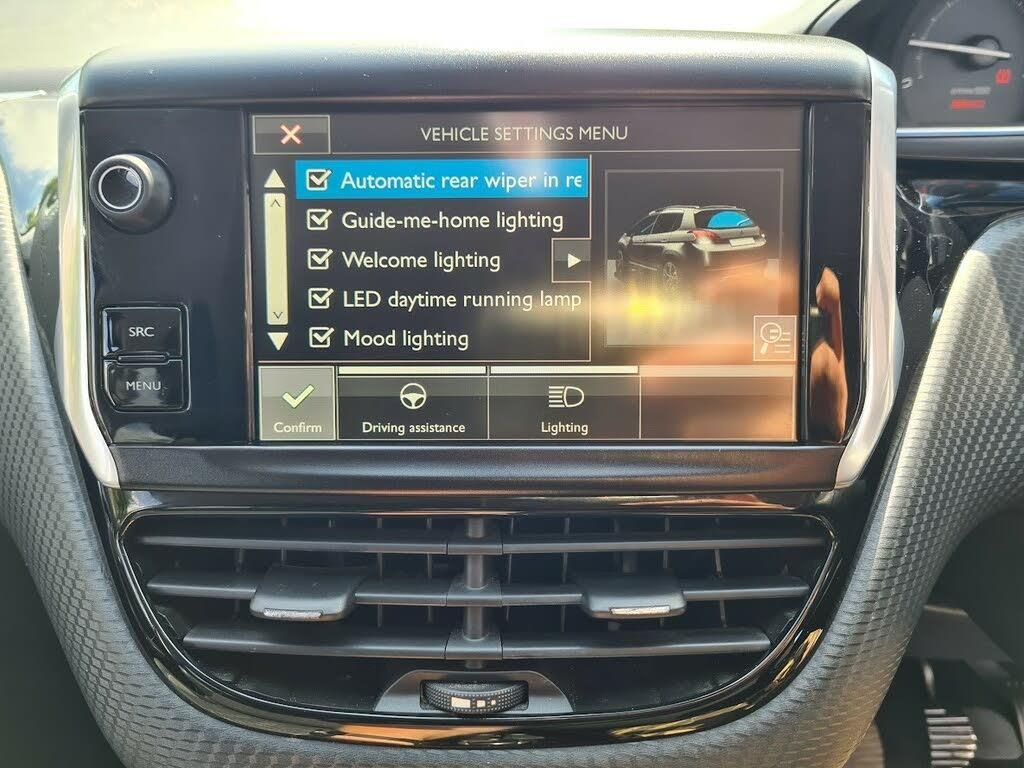 VEHICLE SETTINGS MENU
Automatic rear wiper in re
Guide-me-home lighting
Welcome lighting
LED daytime running lamp
Mood lighting
SRC
MENU
Confirm
Driving assistance
Lighting